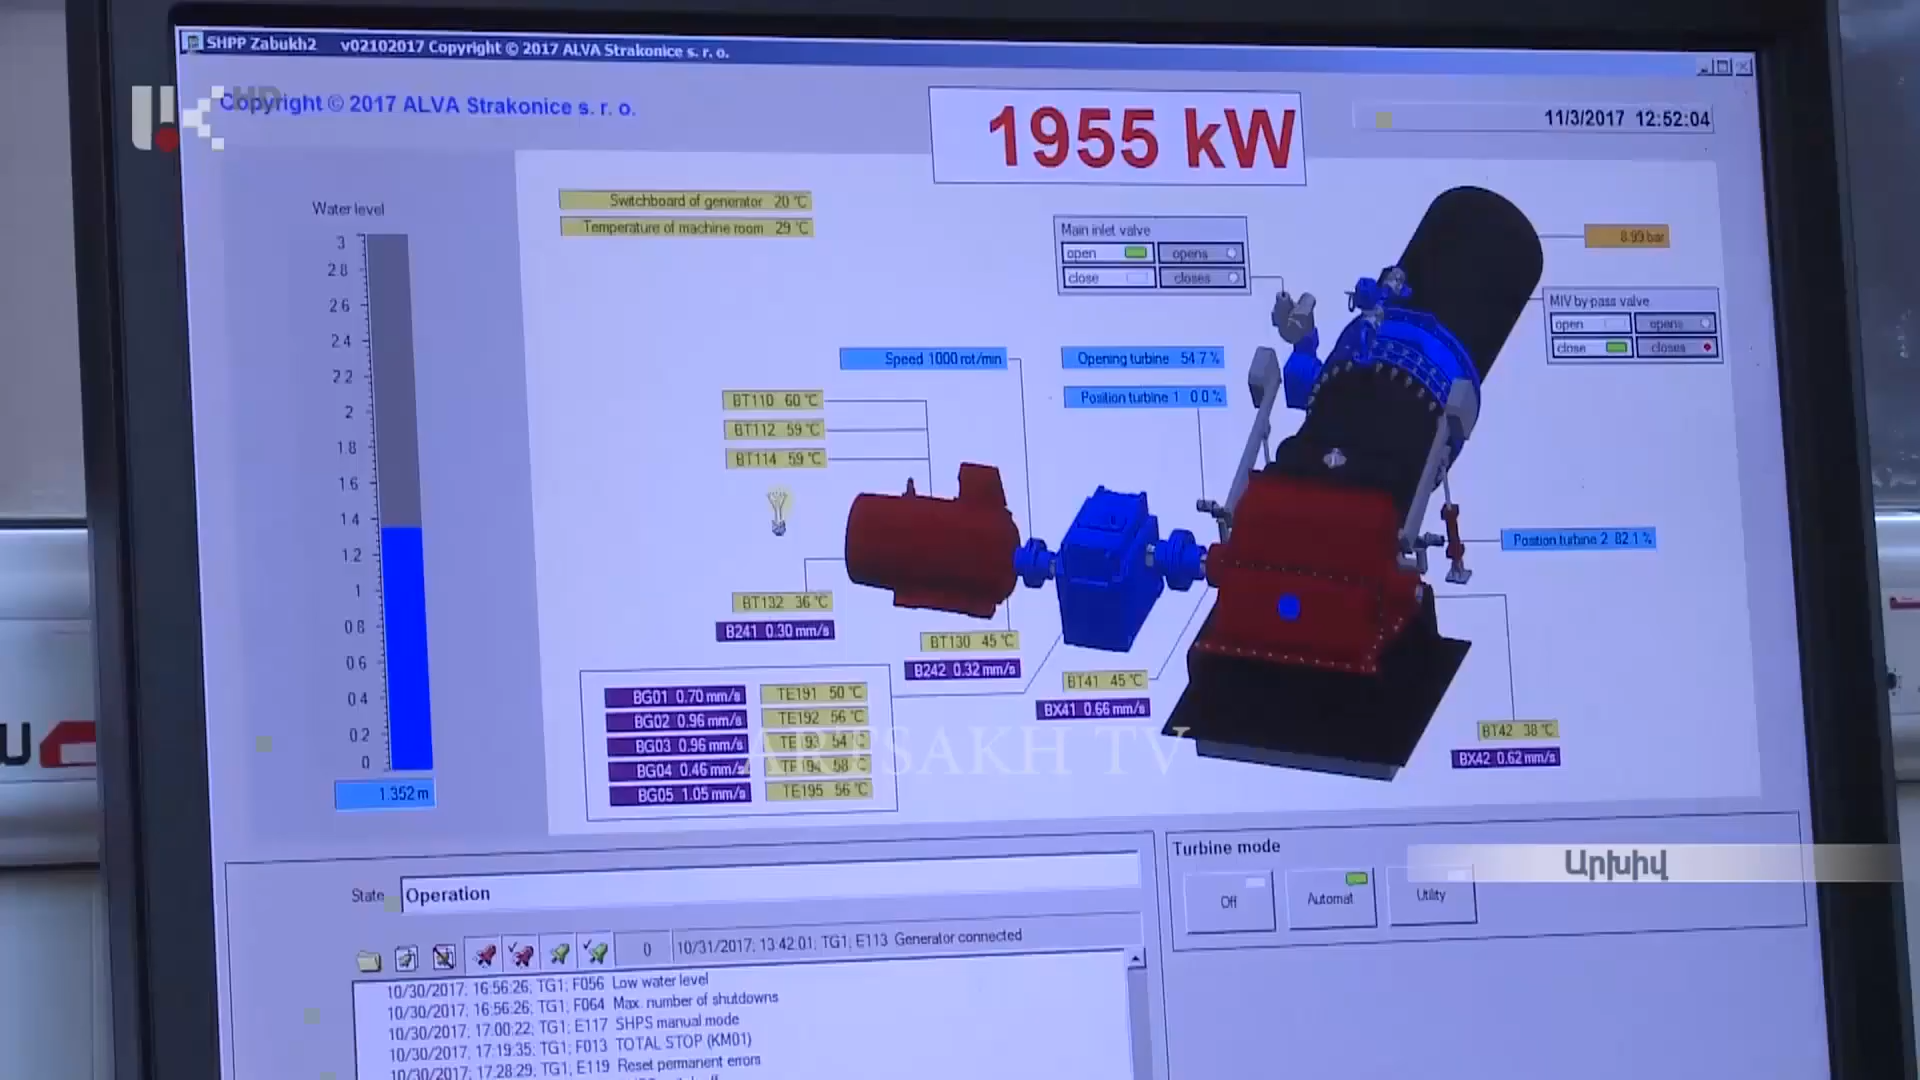 SHPP Zabukh2 v02102017 Copyright © 2017 ALVA Strakonice s. r. o.
HD
Copyright © 2017 ALVA Strakonice s. r. o.
1955 kW
11/3/2017 12:52:04
Water level
3
2.8
2.6
2.4
2.2
2
1.8
1.6
1.4
1.2
1
0.8
0.6
0.4
0.2
0
1.352 m
Switchboard of generator 20 °C
Temperature of machine room 29 °C
Main inlet valve
open opens
close closes
8.99 bar
MIV by-pass valve
open opens
close closes
Speed 1000 rot/min
Opening turbine 54.7 %
Position turbine 1 0.0 %
BT110 60 °C
BT112 59 °C
BT114 59 °C
Position turbine 2 82.1 %
BT132 36 °C
B241 0.30 mm/s
BT130 45 °C
B242 0.32 mm/s
BT41 45 °C
BX41 0.66 mm/s
BT42 38 °C
BX42 0.62 mm/s
BG01 0.70 mm/s TE191 50 °C
BG02 0.96 mm/s TE192 56 °C
BG03 0.96 mm/s TE193 54 °C
BG04 0.46 mm/s TE194 58 °C
BG05 1.05 mm/s TE195 56 °C
ARTSAKH TV
State Operation
Turbine mode
Off Automat Utility
Արխիվ
0 10/31/2017; 13:42:01; TG1; E113 Generator connected
10/30/2017; 16:56:26; TG1; F056 Low water level
10/30/2017; 16:56:26; TG1; F064 Max. number of shutdowns
10/30/2017; 17:00:22; TG1; E117 SHPS manual mode
10/30/2017; 17:19:35; TG1; F013 TOTAL STOP (KM01)
10/30/2017; 17:28:29; TG1; E119 Reset permanent errors